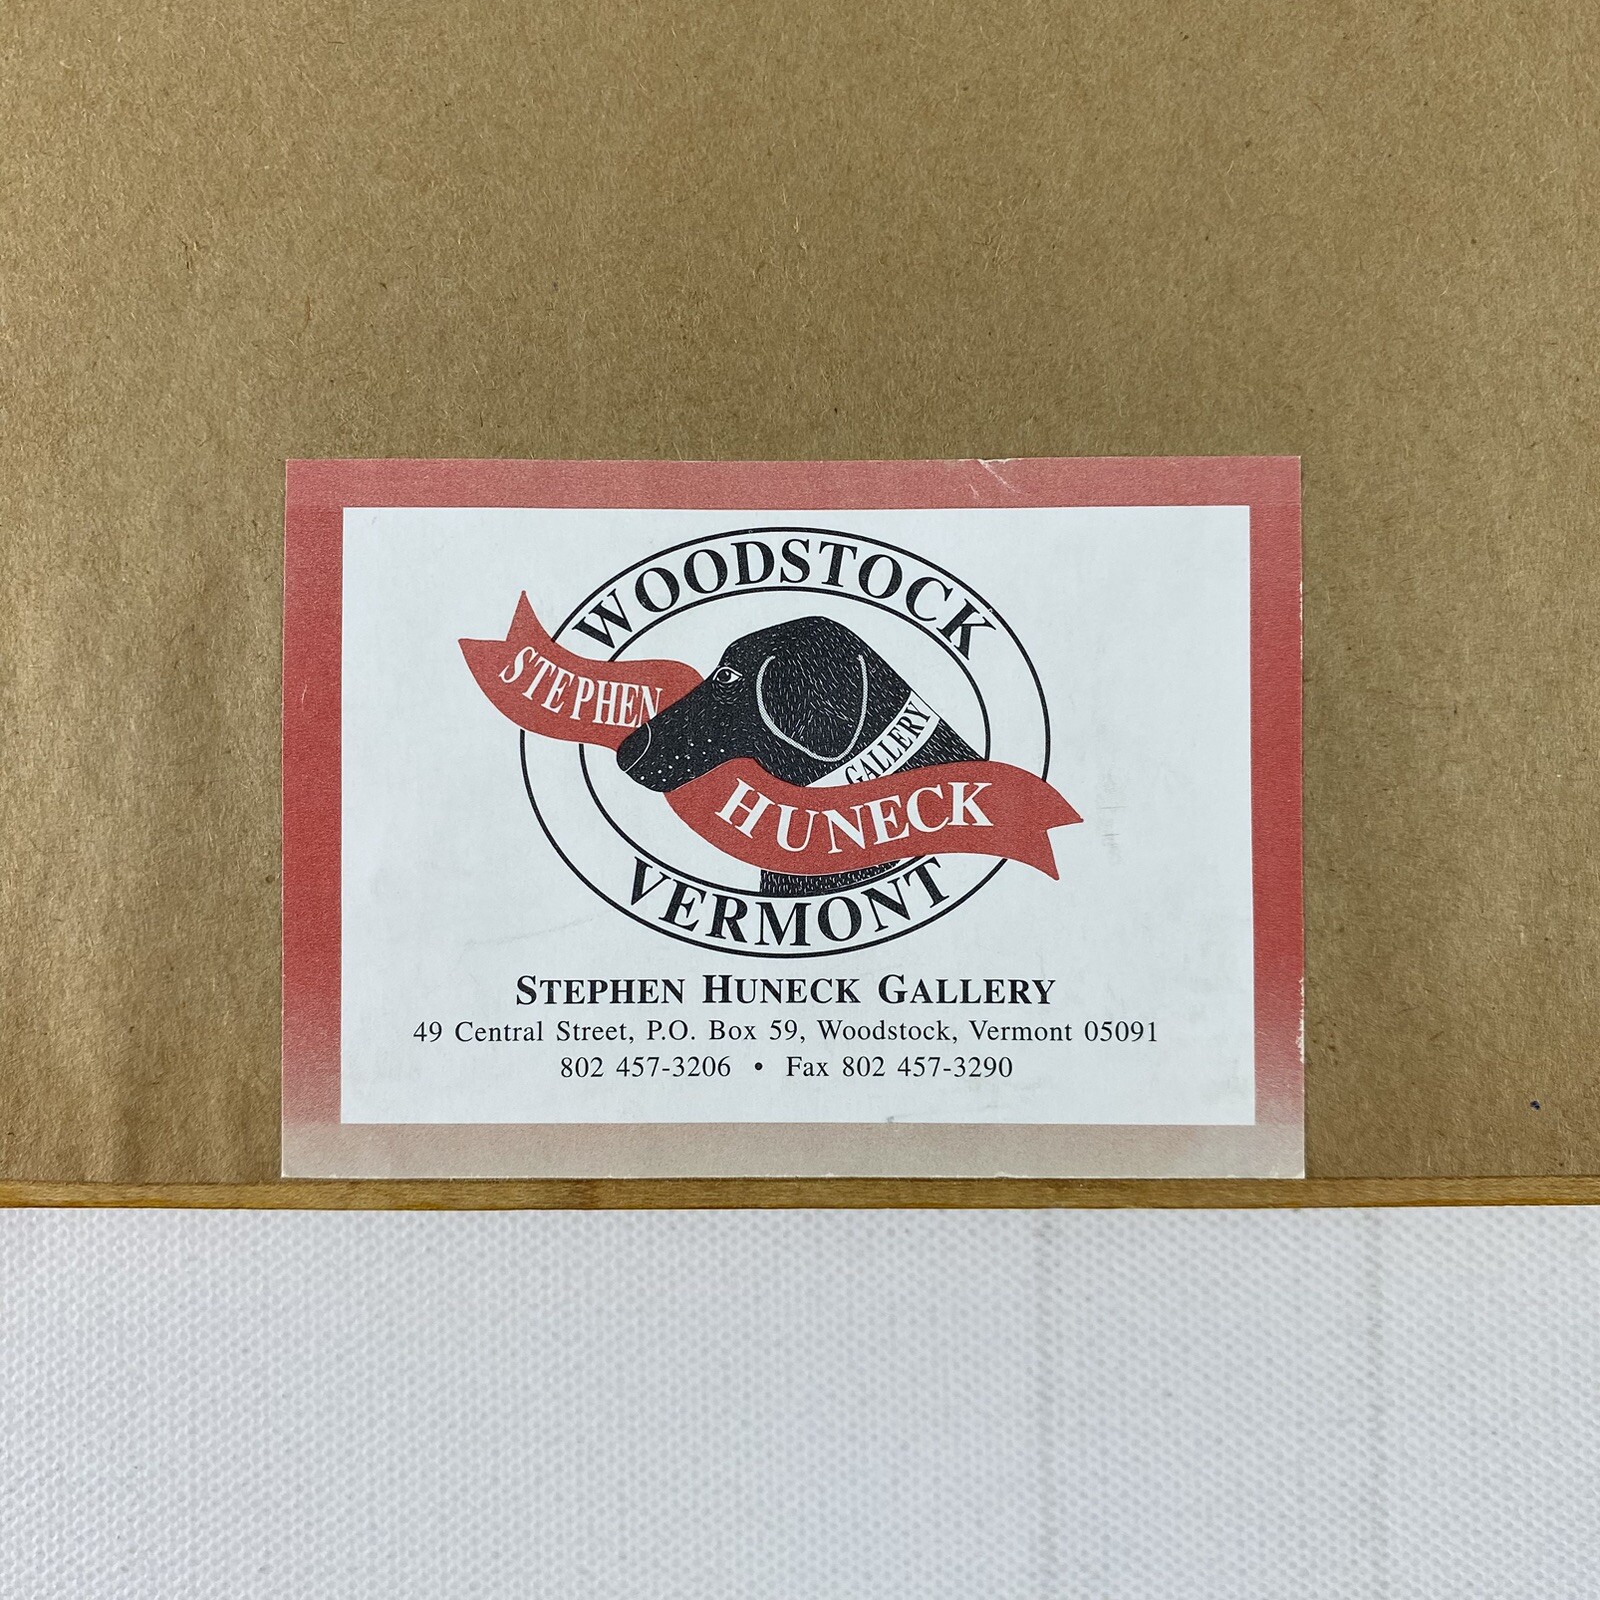 WOODSTOCK
STEPHEN
GALLERY
HUNECK
VERMONT
STEPHEN HUNECK GALLERY
49 Central Street, P.O. Box 59, Woodstock, Vermont 05091
802 457-3206 • Fax 802 457-3290